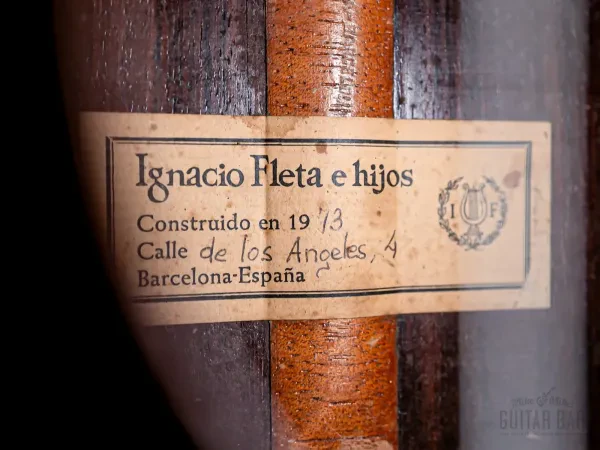 Ignacio Fleta e hijos
I F
Construido en 1973
Calle de los Angeles, 4
Barcelona-España
GUITAR BAR